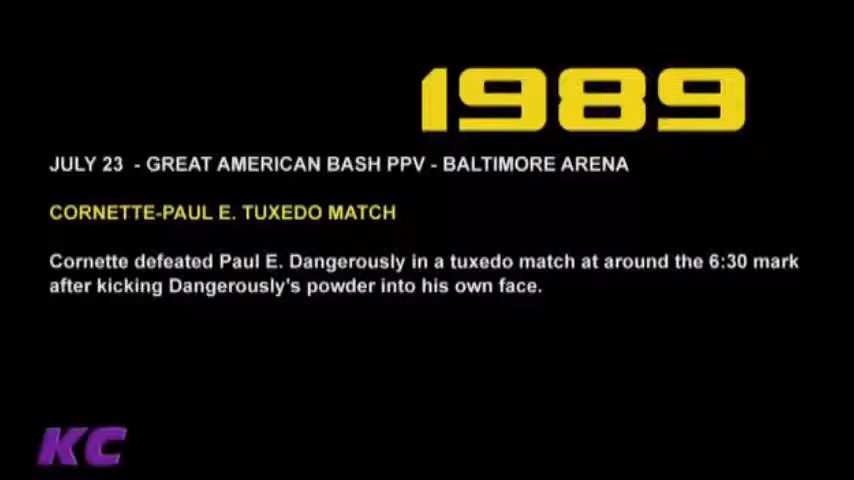 1989
JULY 23 - GREAT AMERICAN BASH PPV - BALTIMORE ARENA
CORNETTE-PAUL E. TUXEDO MATCH
Cornette defeated Paul E. Dangerously in a tuxedo match at around the 6:30 mark
after kicking Dangerously's powder into his own face.
KC